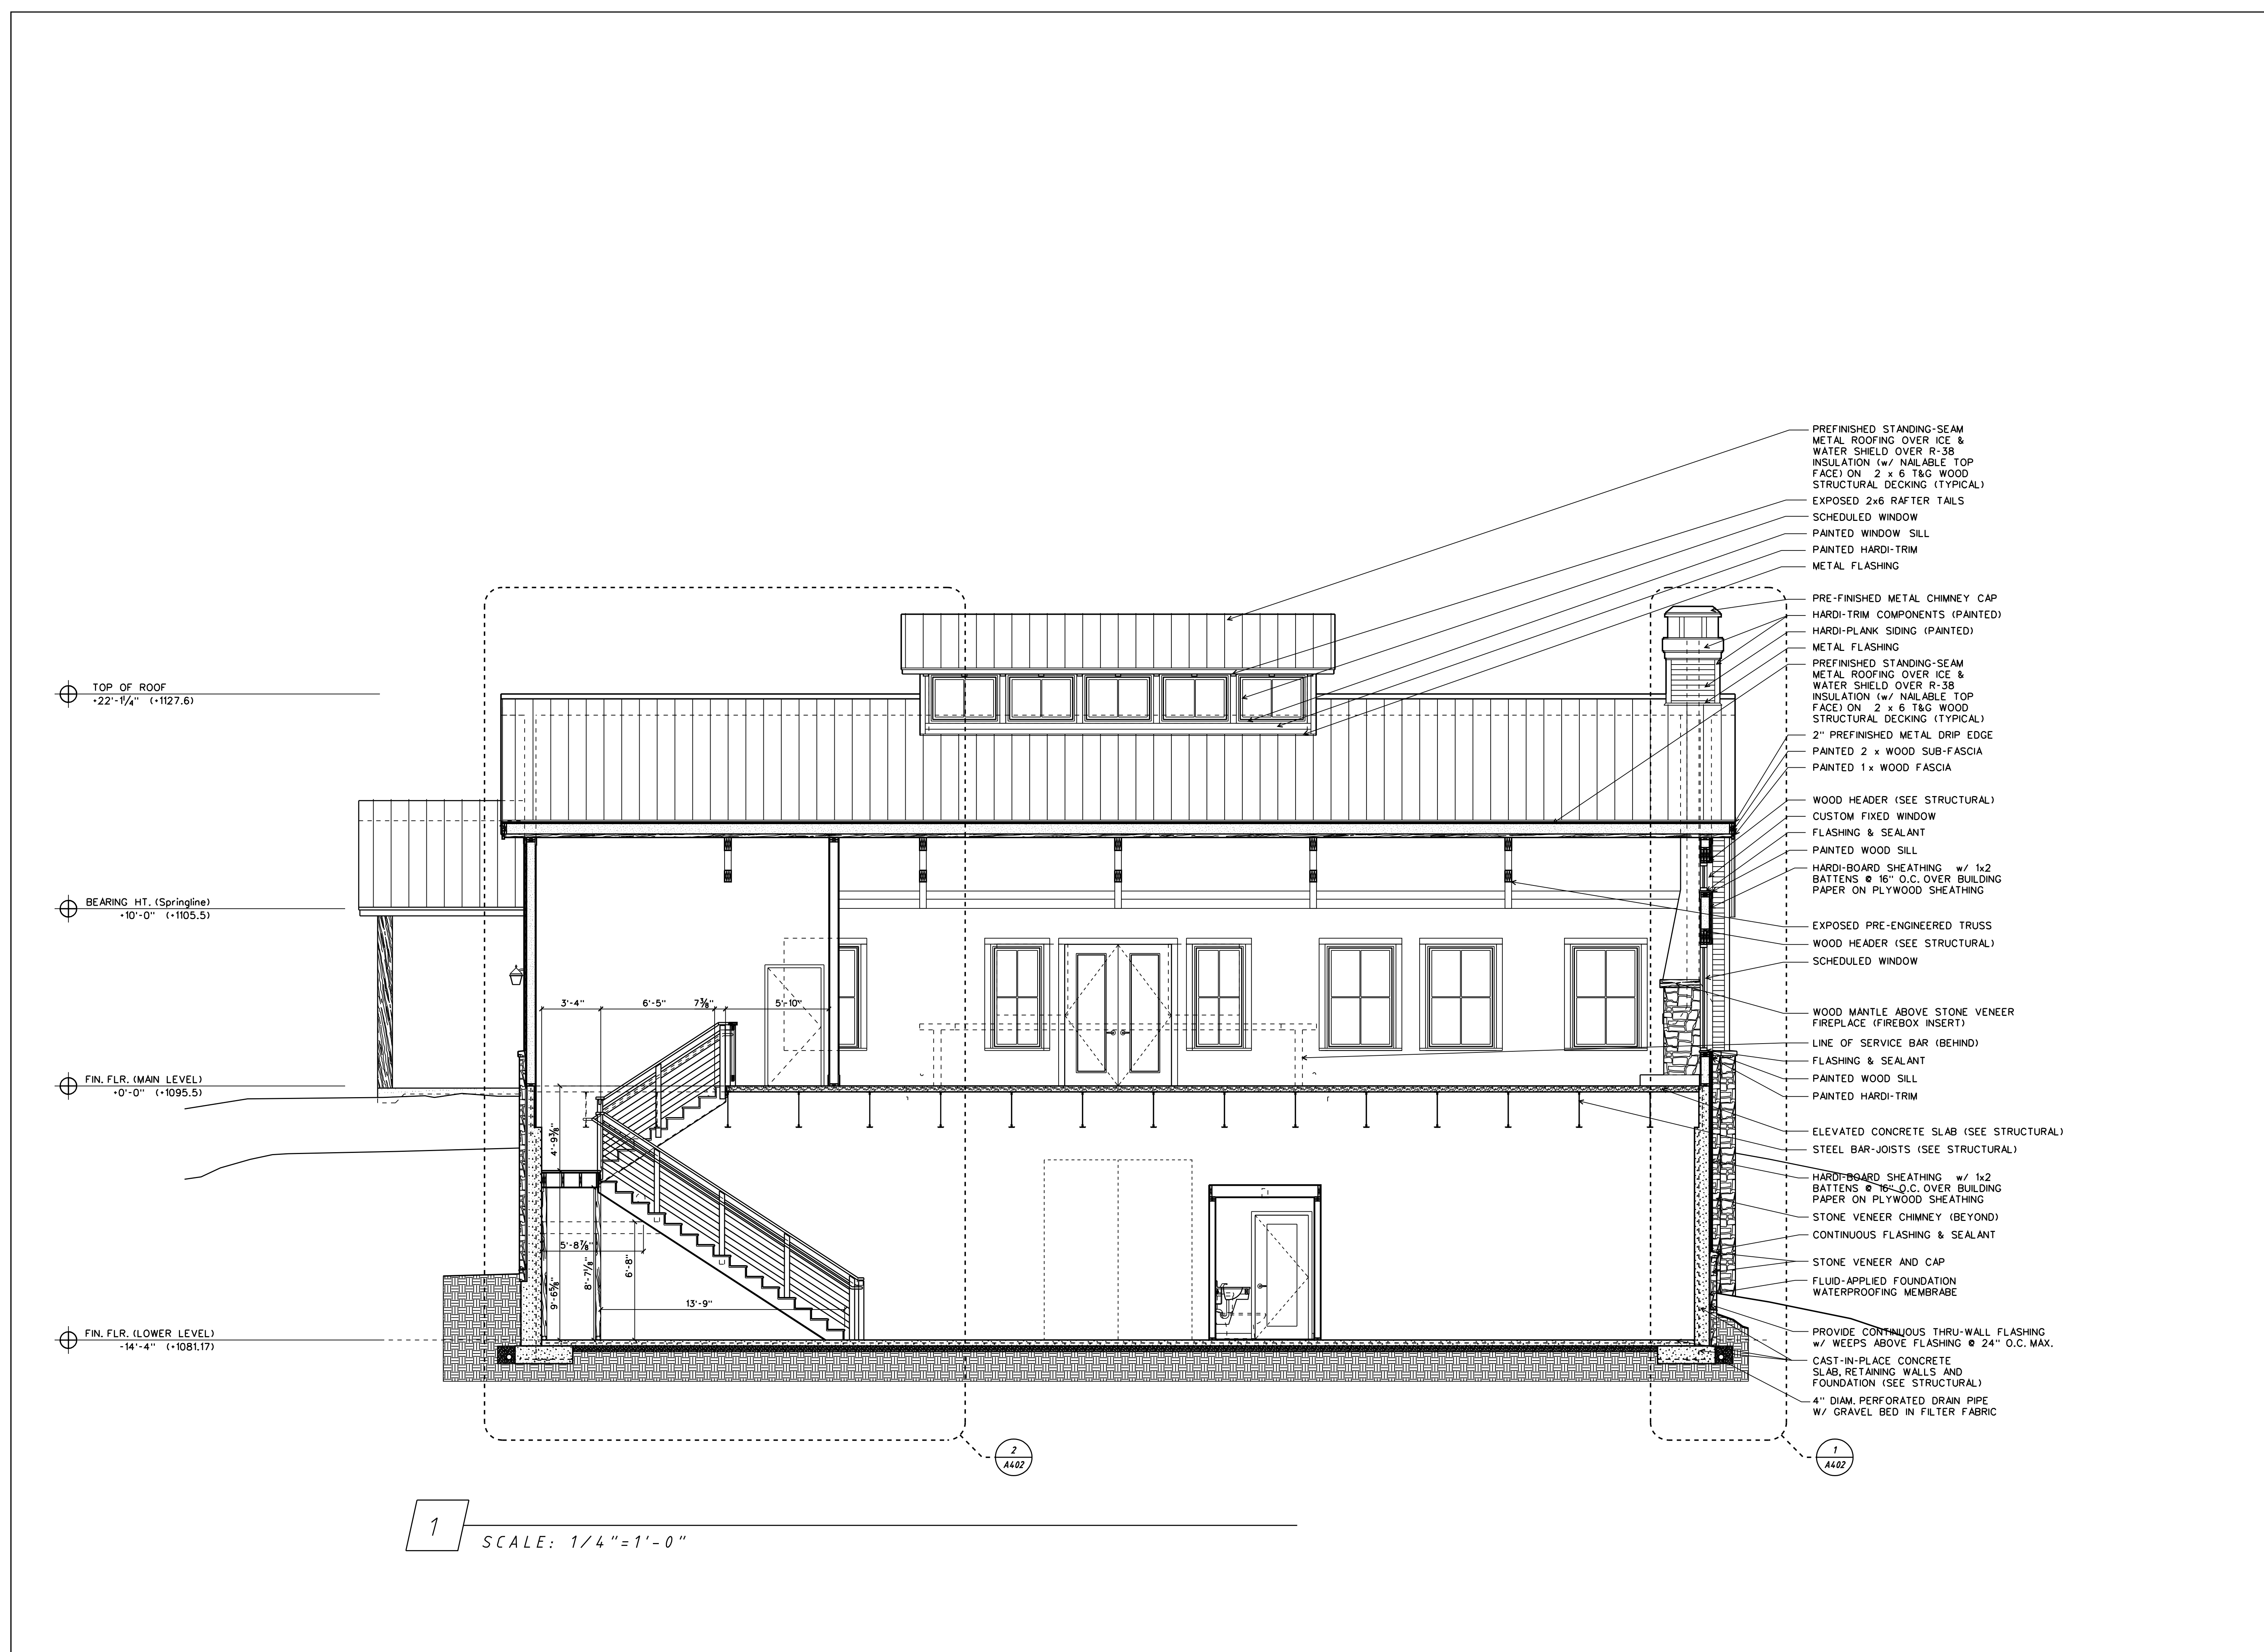 PREFINISHED STANDING-SEAM
METAL ROOFING OVER ICE &
WATER SHIELD OVER R-38
INSULATION (w/ NAILABLE TOP
FACE) ON 2 x 6 T&G WOOD
STRUCTURAL DECKING (TYPICAL)
EXPOSED 2x6 RAFTER TAILS
SCHEDULED WINDOW
PAINTED WINDOW SILL
PAINTED HARDI-TRIM
METAL FLASHING
PRE-FINISHED METAL CHIMNEY CAP
HARDI-TRIM COMPONENTS (PAINTED)
HARDI-PLANK SIDING (PAINTED)
METAL FLASHING
PREFINISHED STANDING-SEAM
METAL ROOFING OVER ICE &
WATER SHIELD OVER R-38
INSULATION (w/ NAILABLE TOP
FACE) ON 2 x 6 T&G WOOD
STRUCTURAL DECKING (TYPICAL)
2" PREFINISHED METAL DRIP EDGE
PAINTED 2 x WOOD SUB-FASCIA
PAINTED 1 x WOOD FASCIA
WOOD HEADER (SEE STRUCTURAL)
CUSTOM FIXED WINDOW
FLASHING & SEALANT
PAINTED WOOD SILL
HARDI-BOARD SHEATHING w/ 1x2
BATTENS @ 16" O.C. OVER BUILDING
PAPER ON PLYWOOD SHEATHING
EXPOSED PRE-ENGINEERED TRUSS
WOOD HEADER (SEE STRUCTURAL)
SCHEDULED WINDOW
WOOD MANTLE ABOVE STONE VENEER
FIREPLACE (FIREBOX INSERT)
LINE OF SERVICE BAR (BEHIND)
FLASHING & SEALANT
PAINTED WOOD SILL
PAINTED HARDI-TRIM
ELEVATED CONCRETE SLAB (SEE STRUCTURAL)
STEEL BAR-JOISTS (SEE STRUCTURAL)
HARDI-BOARD SHEATHING w/ 1x2
BATTENS @ 16" O.C. OVER BUILDING
PAPER ON PLYWOOD SHEATHING
STONE VENEER CHIMNEY (BEYOND)
CONTINUOUS FLASHING & SEALANT
STONE VENEER AND CAP
FLUID-APPLIED FOUNDATION
WATERPROOFING MEMBRABE
PROVIDE CONTINUOUS THRU-WALL FLASHING
w/ WEEPS ABOVE FLASHING @ 24" O.C. MAX.
CAST-IN-PLACE CONCRETE
SLAB, RETAINING WALLS AND
FOUNDATION (SEE STRUCTURAL)
4" DIAM. PERFORATED DRAIN PIPE
W/ GRAVEL BED IN FILTER FABRIC
TOP OF ROOF
+22'-1 1/4" (+1127.6)
BEARING HT. (Springline)
+10'-0" (+1105.5)
FIN. FLR. (MAIN LEVEL)
+0'-0" (+1095.5)
FIN. FLR. (LOWER LEVEL)
-14'-4" (+1081.17)
3'-4"
6'-5"
7 3/8"
5'-10"
4'-9 3/8"
5'-8 7/8"
9'-6 5/8"
8'-7 1/8"
6'-8"
13'-9"
2
A402
1
A402
1
SCALE: 1/4"=1'-0"